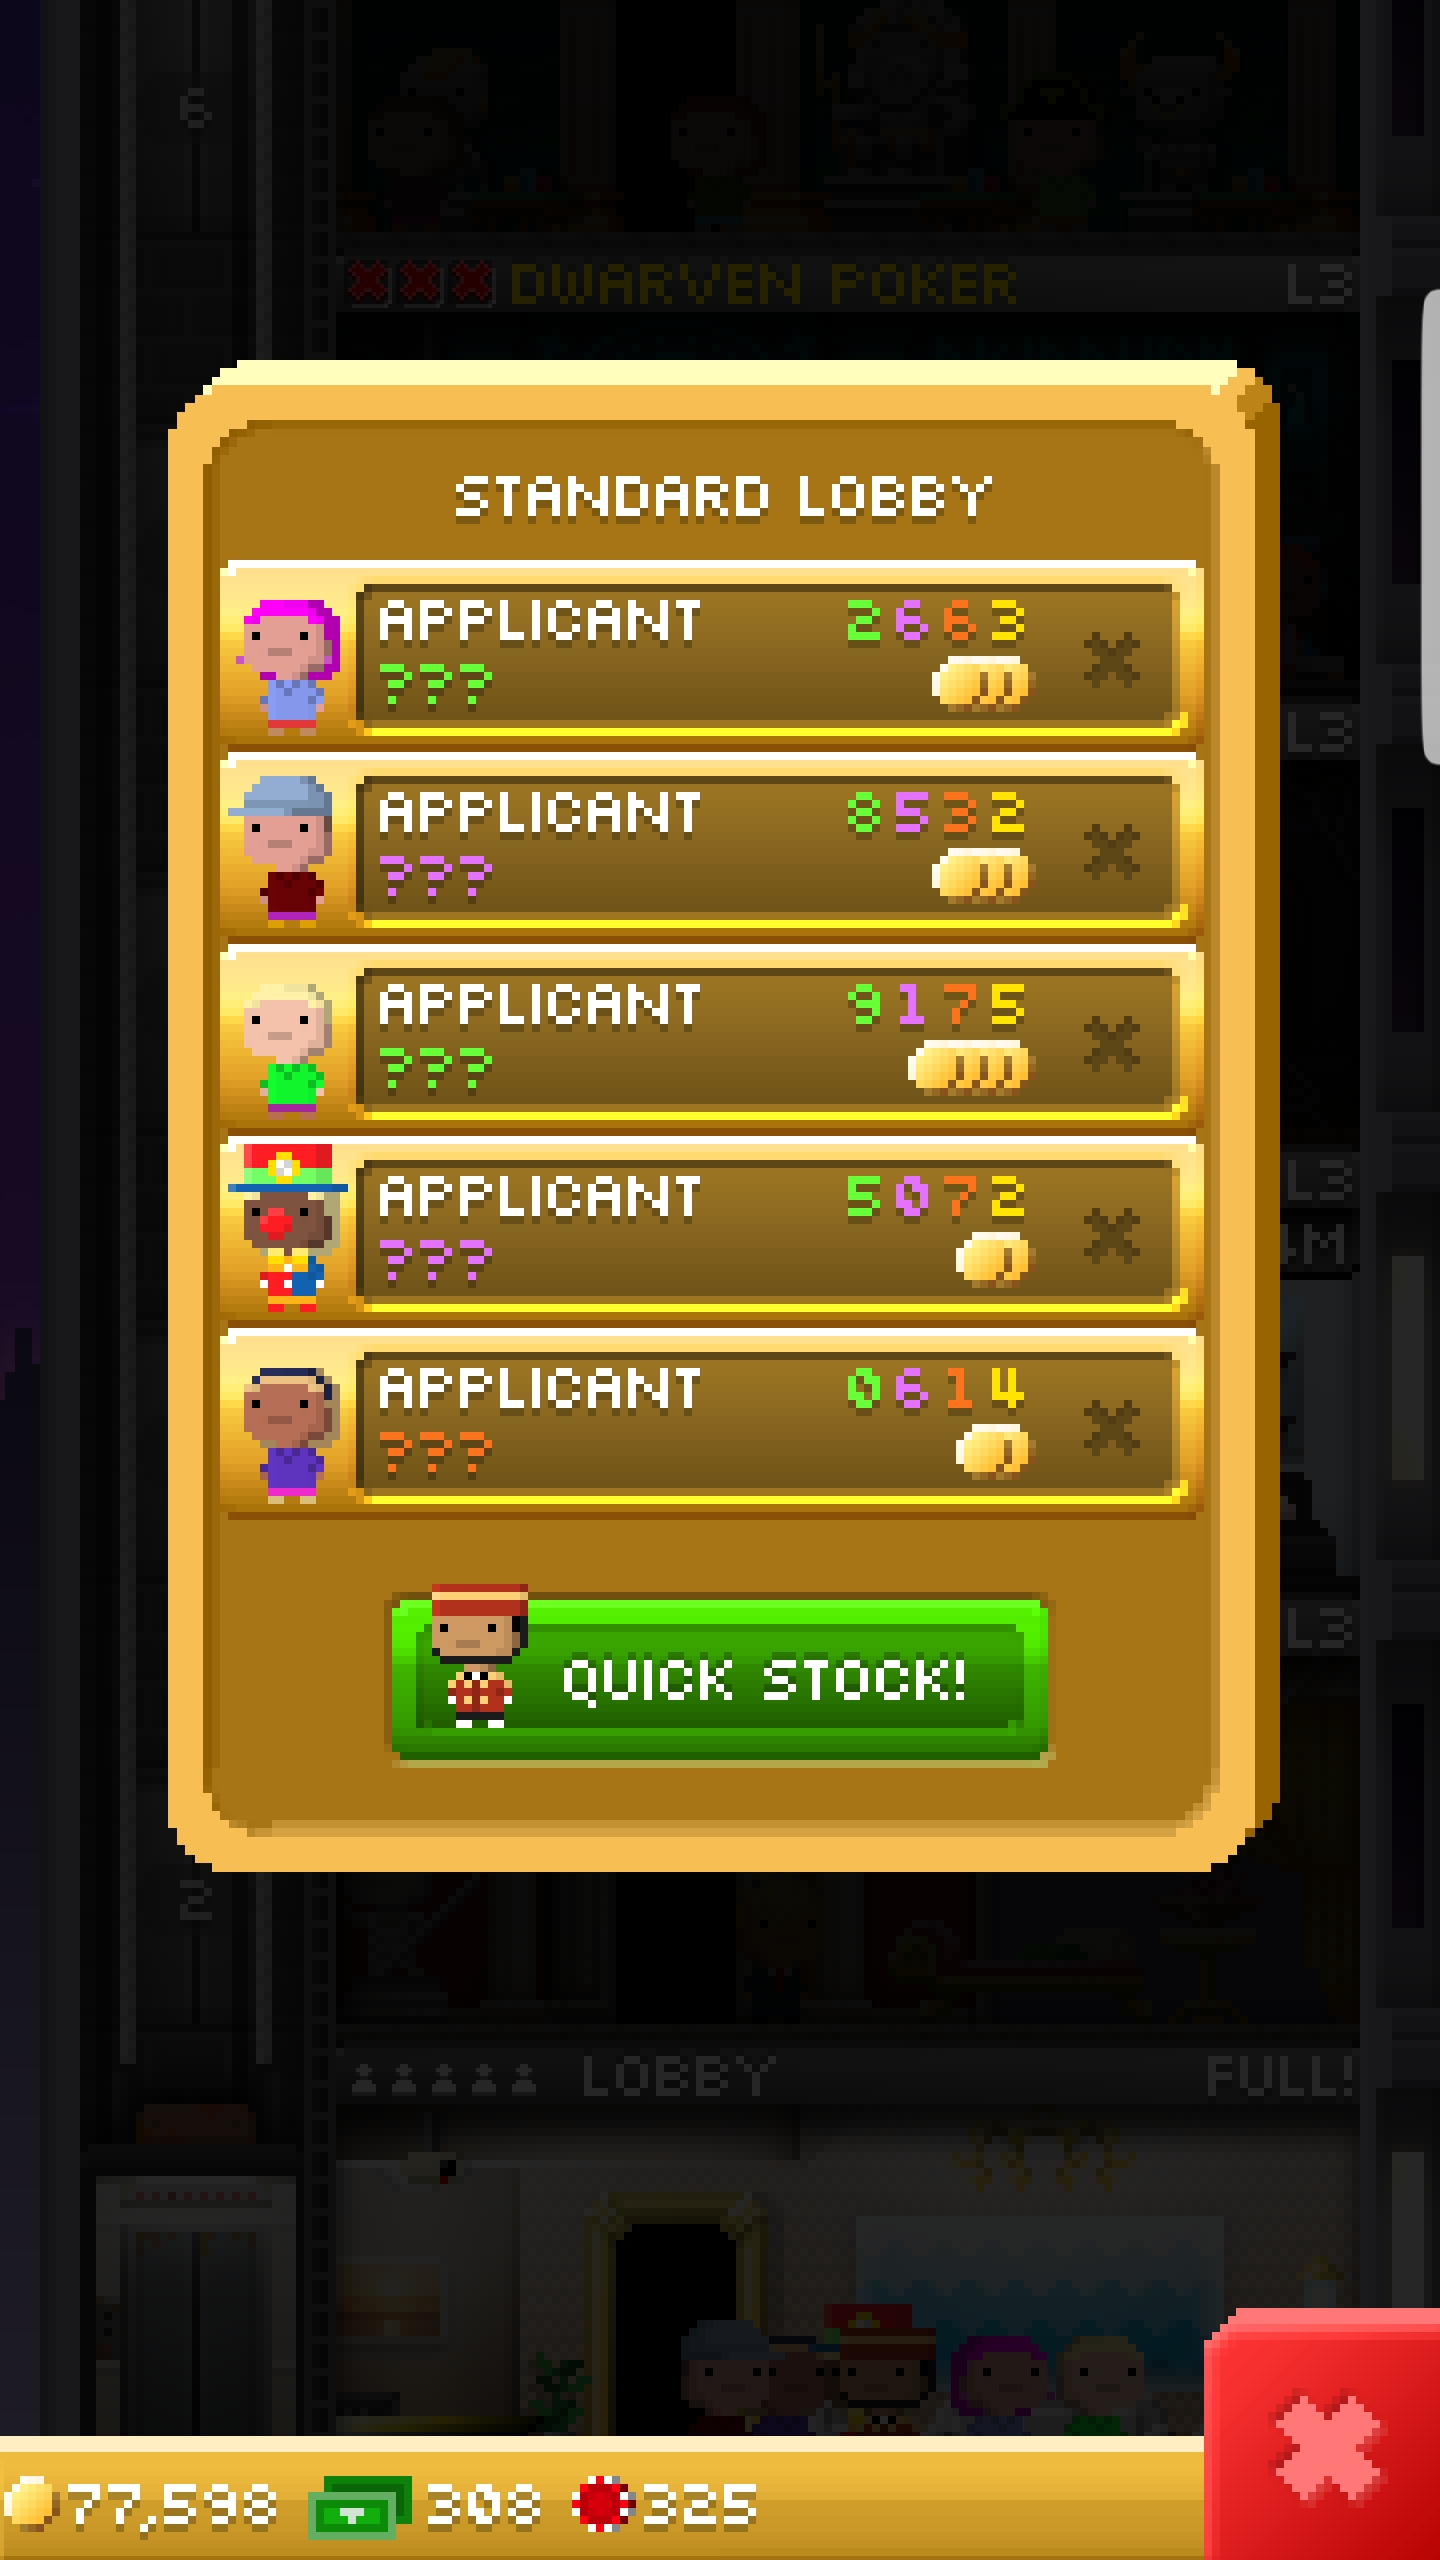 6
DWARVEN POKER L3
STANDARD LOBBY
APPLICANT 2663
???
L3
APPLICANT 8532
???
APPLICANT 9175
???
L3
APPLICANT 5072
???
4M
APPLICANT 0614
???
L3
QUICK STOCK!
2
LOBBY FULL!
77,598 308 325